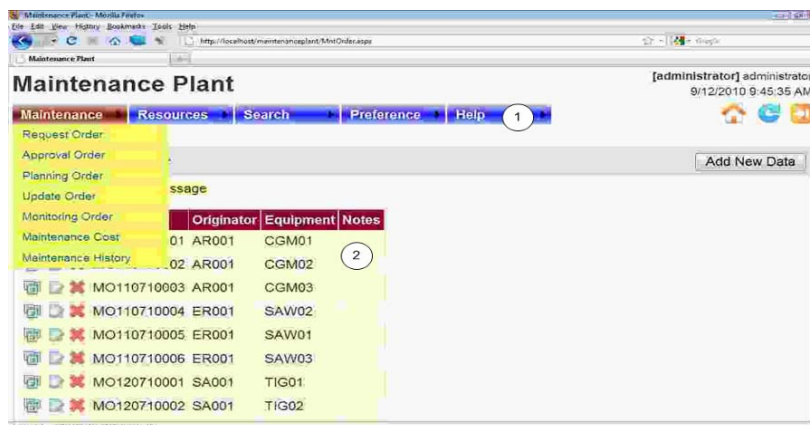 Maintenance Plant - Mozilla Firefox
File Edit View History Bookmarks Tools Help
http://localhost/maintenanceplant/MntOrder.aspx
Google
Maintenance Plant
Maintenance Plant
[administrator] administrator
9/12/2010 9:45:35 AM
Maintenance Resources Search Preference Help 1
Request Order
Approval Order
Planning Order
Update Order
Monitoring Order
Maintenance Cost
Maintenance History
Add New Data
ssage
Originator Equipment Notes
01 AR001 CGM01
2
02 AR001 CGM02
MO110710003 AR001 CGM03
MO110710004 ER001 SAW02
MO110710005 ER001 SAW01
MO110710006 ER001 SAW03
MO120710001 SA001 TIG01
MO120710002 SA001 TIG02